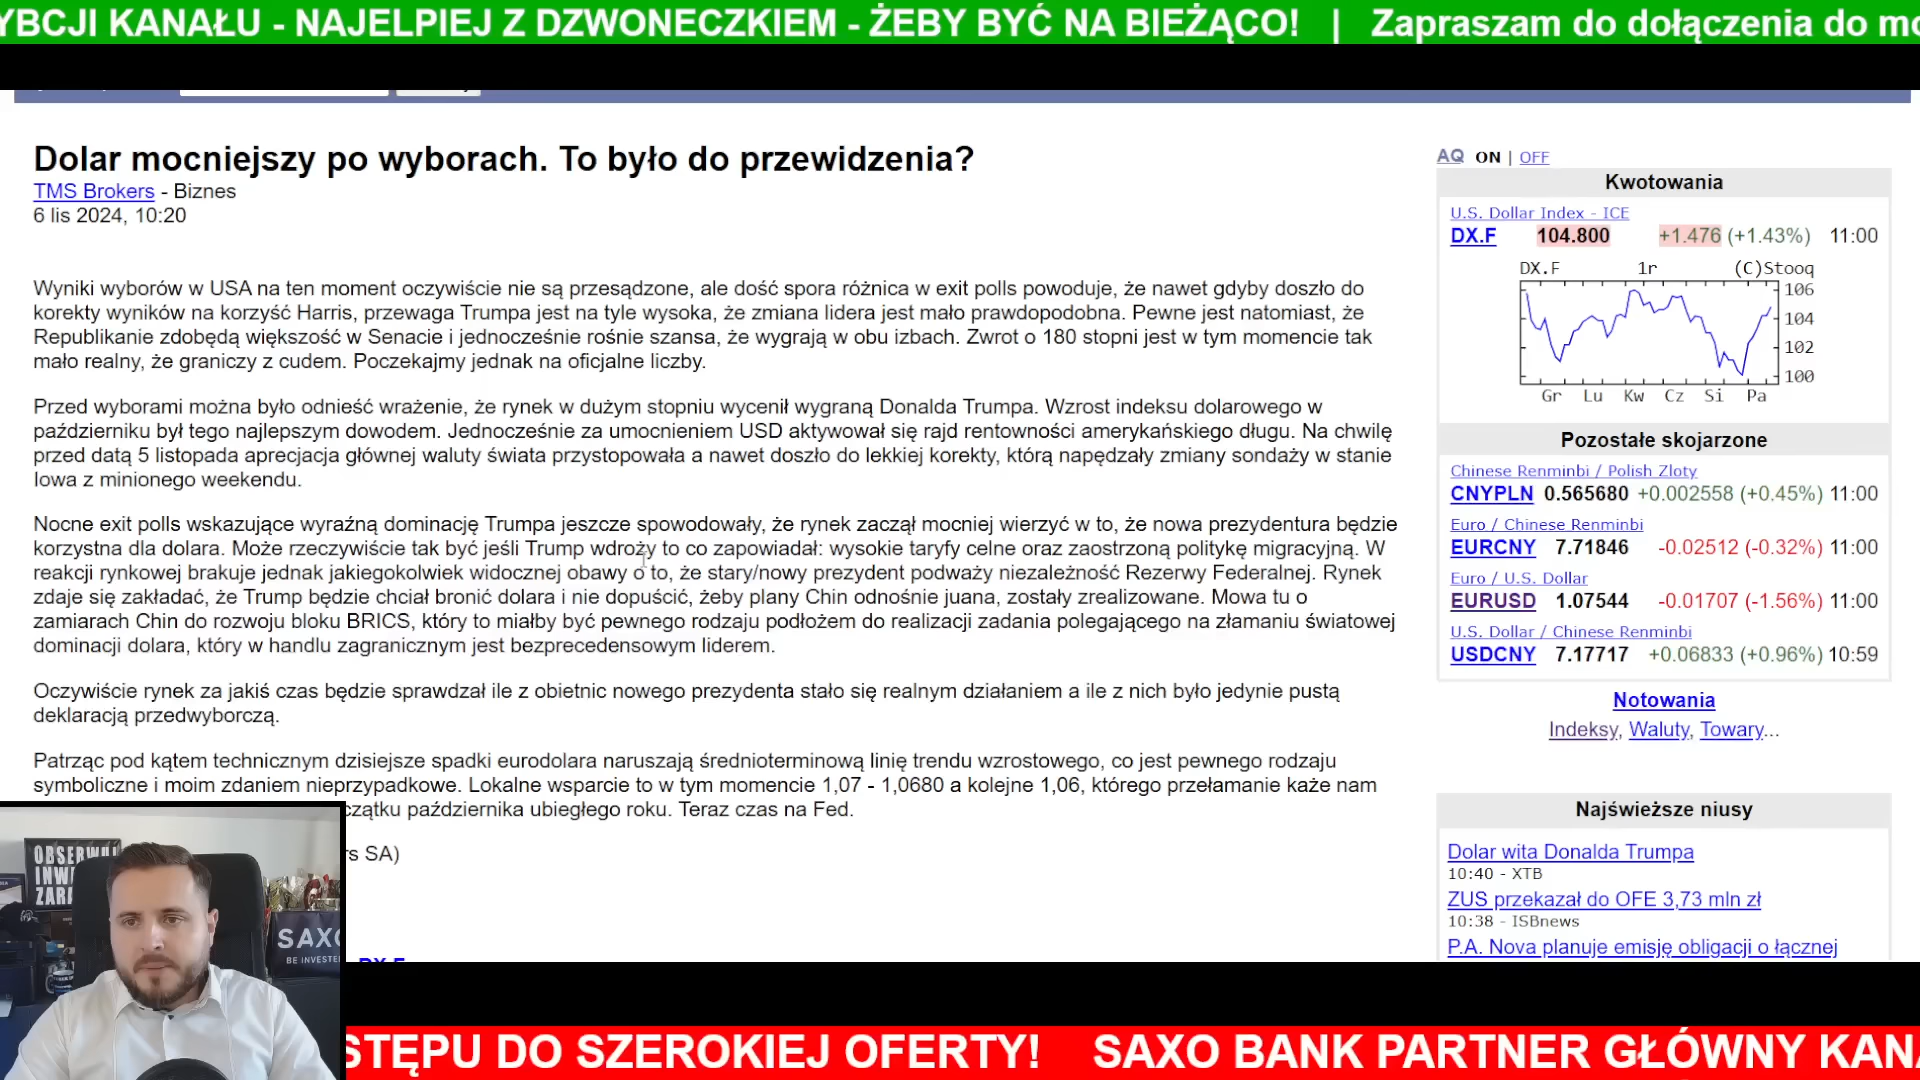 YBCJI KANAŁU - NAJELPIEJ Z DZWONECZKIEM - ŻEBY BYĆ NA BIEŻĄCO! | Zapraszam do dołączenia do
Dolar mocniejszy po wyborach. To było do przewidzenia?
TMS Brokers - Biznes
6 lis 2024, 10:20
Wyniki wyborów w USA na ten moment oczywiście nie są przesądzone, ale dość spora różnica w exit polls powoduje, że nawet gdyby doszło do
korekty wyników na korzyść Harris, przewaga Trumpa jest na tyle wysoka, że zmiana lidera jest mało prawdopodobna. Pewne jest natomiast, że
Republikanie zdobędą większość w Senacie i jednocześnie rośnie szansa, że wygrają w obu izbach. Zwrot o 180 stopni jest w tym momencie tak
mało realny, że graniczy z cudem. Poczekajmy jednak na oficjalne liczby.
Przed wyborami można było odnieść wrażenie, że rynek w dużym stopniu wycenił wygraną Donalda Trumpa. Wzrost indeksu dolarowego w
październiku był tego najlepszym dowodem. Jednocześnie za umocnieniem USD aktywował się rajd rentowności amerykańskiego długu. Na chwilę
przed datą 5 listopada aprecjacja głównej waluty świata przystopowała a nawet doszło do lekkiej korekty, którą napędzały zmiany sondaży w stanie
Iowa z minionego weekendu.
Nocne exit polls wskazujące wyraźną dominację Trumpa jeszcze spowodowały, że rynek zaczął mocniej wierzyć w to, że nowa prezydentura będzie
korzystna dla dolara. Może rzeczywiście tak być jeśli Trump wdroży to co zapowiadał: wysokie taryfy celne oraz zaostrzoną politykę migracyjną. W
reakcji rynkowej brakuje jednak jakiegokolwiek widocznej obawy o to, że stary/nowy prezydent podważy niezależność Rezerwy Federalnej. Rynek
zdaje się zakładać, że Trump będzie chciał bronić dolara i nie dopuścić, żeby plany Chin odnośnie juana, zostały zrealizowane. Mowa tu o
zamiarach Chin do rozwoju bloku BRICS, który to miałby być pewnego rodzaju podłożem do realizacji zadania polegającego na złamaniu światowej
dominacji dolara, który w handlu zagranicznym jest bezprecedensowym liderem.
Oczywiście rynek za jakiś czas będzie sprawdzał ile z obietnic nowego prezydenta stało się realnym działaniem a ile z nich było jedynie pustą
deklaracją przedwyborczą.
Patrząc pod kątem technicznym dzisiejsze spadki eurodolara naruszają średnioterminową linię trendu wzrostowego, co jest pewnego rodzaju
symboliczne i moim zdaniem nieprzypadkowe. Lokalne wsparcie to w tym momencie 1,07 - 1,0680 a kolejne 1,06, którego przełamanie każe nam
czątku października ubiegłego roku. Teraz czas na Fed.
rs SA)
DX.F
AQ ON | OFF
Kwotowania
U.S. Dollar Index - ICE
DX.F 104.800 +1.476 (+1.43%) 11:00
DX.F 1r (C)Stooq
106
104
102
100
Gr Lu Kw Cz Si Pa
Pozostałe skojarzone
Chinese Renminbi / Polish Zloty
CNYPLN 0.565680 +0.002558 (+0.45%) 11:00
Euro / Chinese Renminbi
EURCNY 7.71846 -0.02512 (-0.32%) 11:00
Euro / U.S. Dollar
EURUSD 1.07544 -0.01707 (-1.56%) 11:00
U.S. Dollar / Chinese Renminbi
USDCNY 7.17717 +0.06833 (+0.96%) 10:59
Notowania
Indeksy, Waluty, Towary...
Najświeższe niusy
Dolar wita Donalda Trumpa
10:40 - XTB
ZUS przekazał do OFE 3,73 mln zł
10:38 - ISBnews
P.A. Nova planuje emisję obligacji o łącznej
OBSERWUJ
INW
ZARA
SAXO
BE INVESTED
STĘPU DO SZEROKIEJ OFERTY! SAXO BANK PARTNER GŁÓWNY KANA